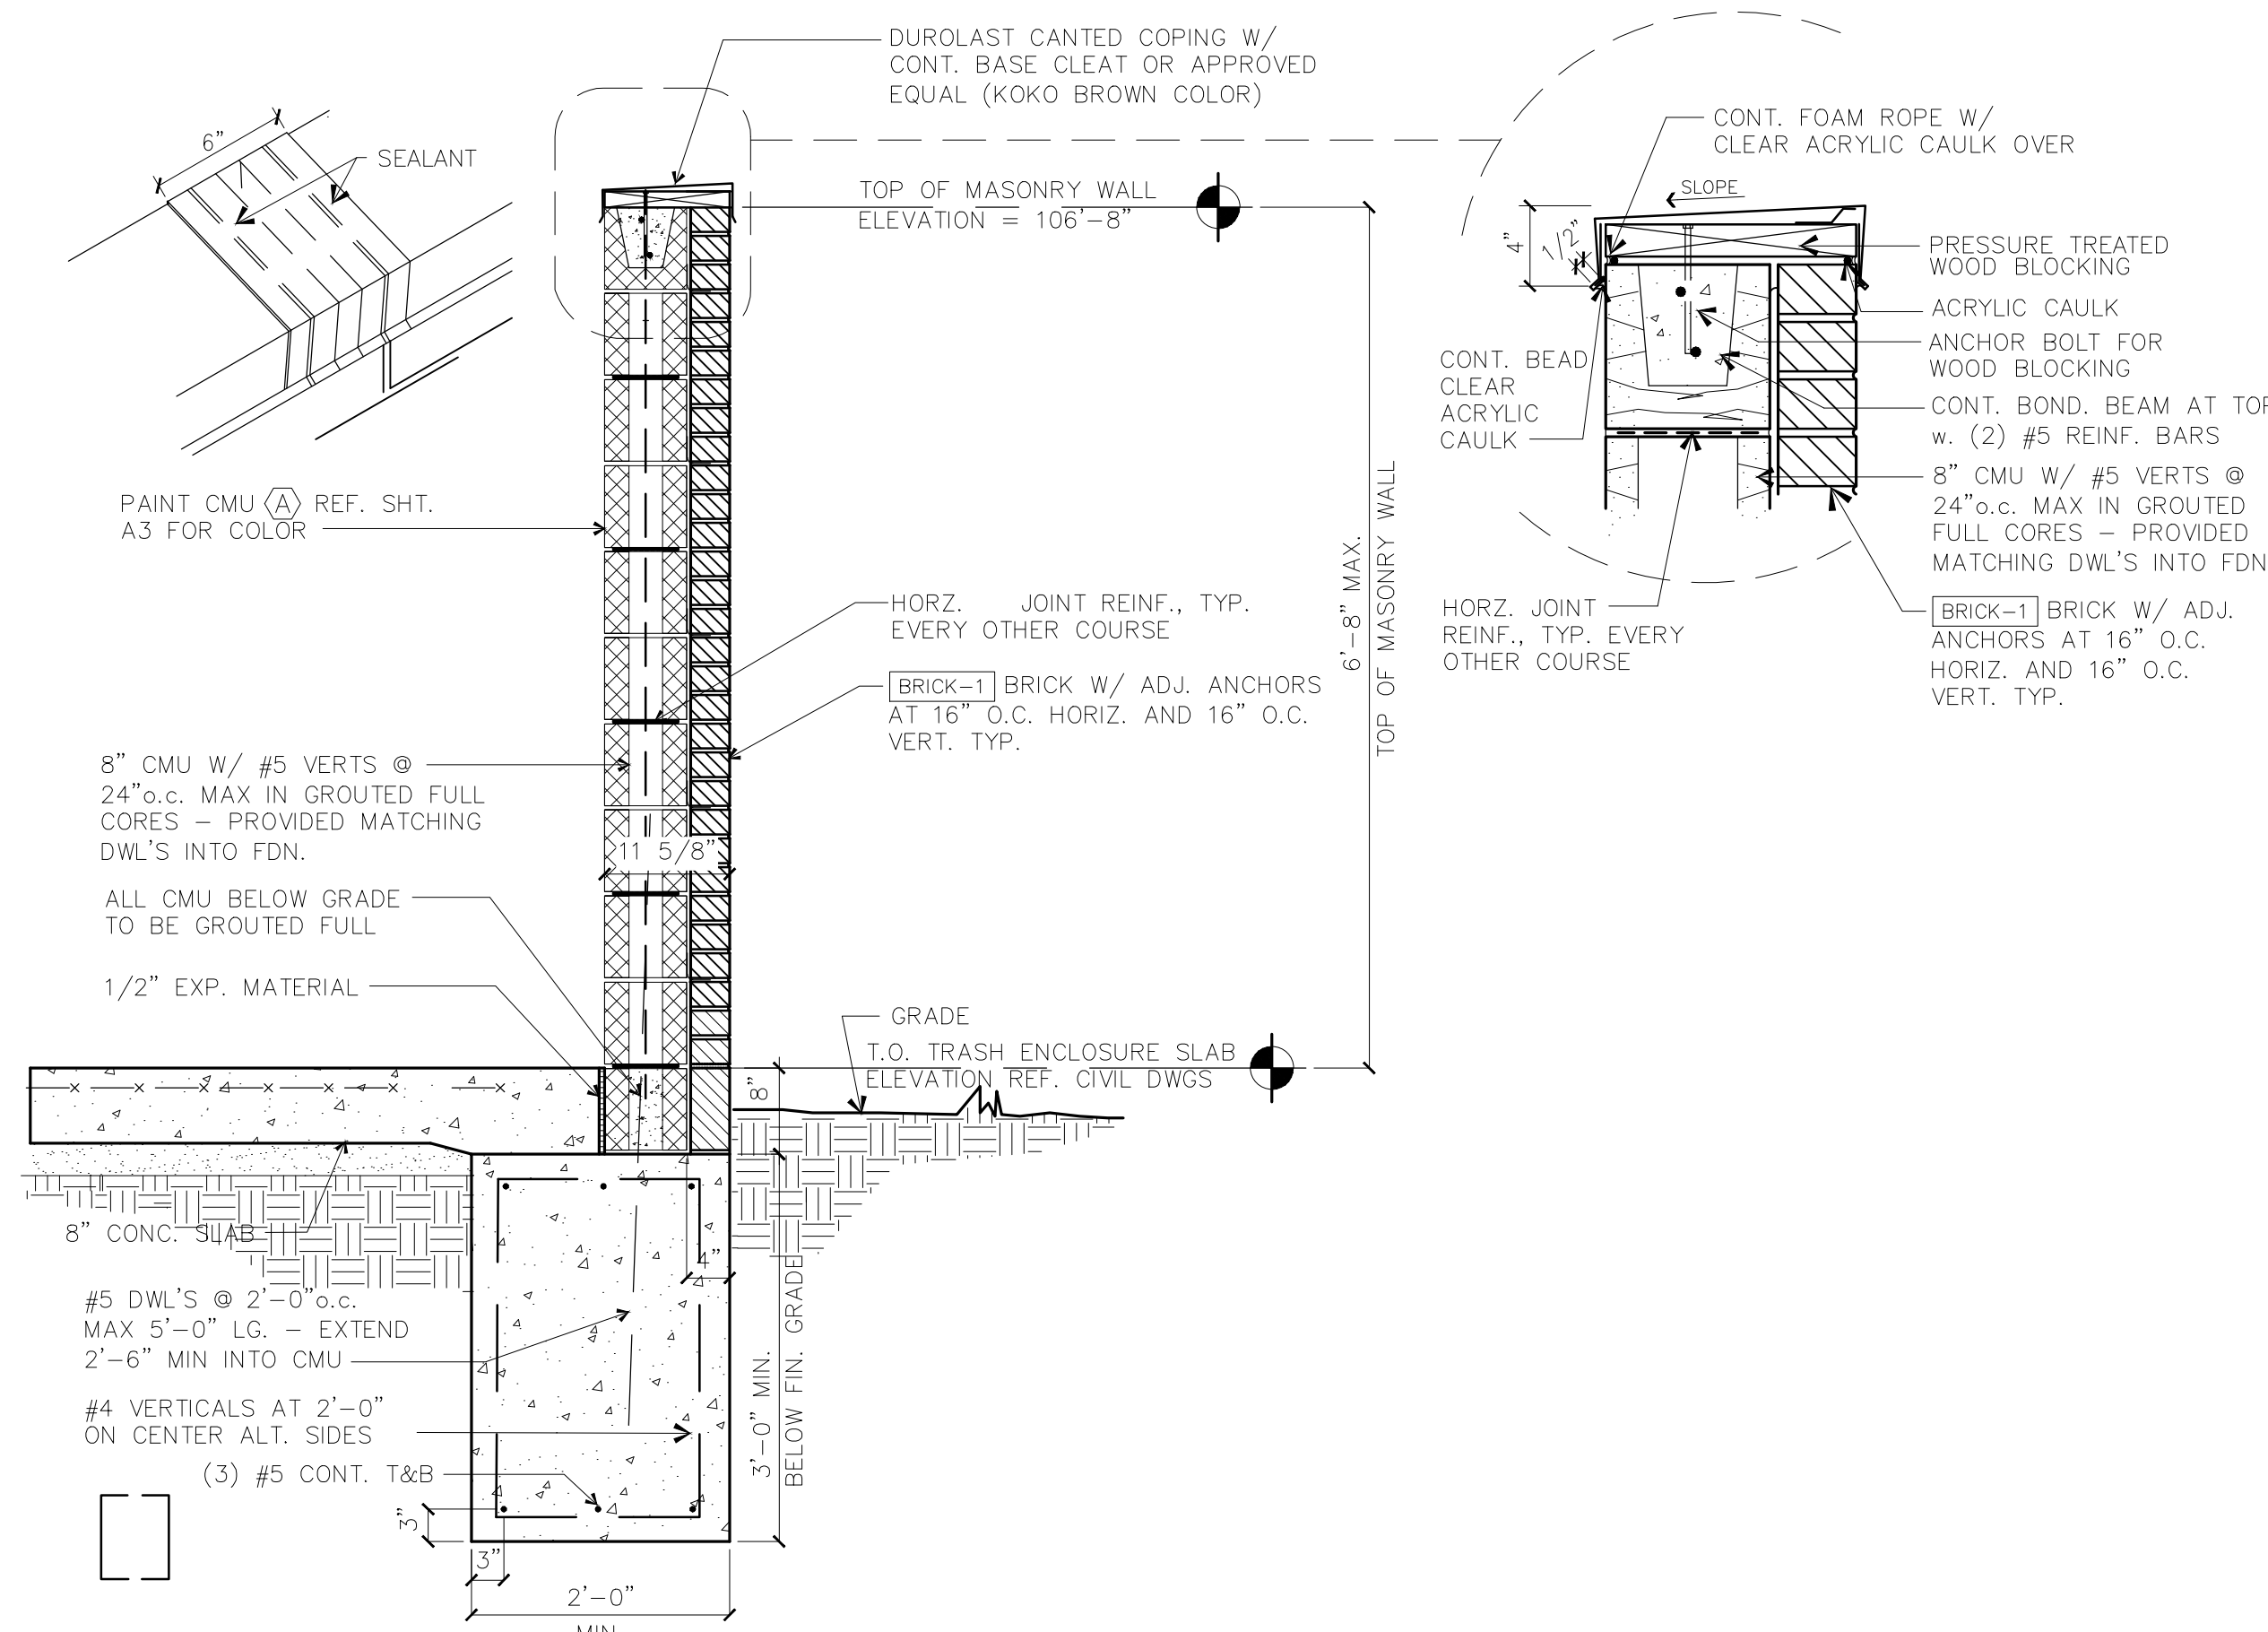 DUROLAST CANTED COPING W/
CONT. BASE CLEAT OR APPROVED
EQUAL (KOKO BROWN COLOR)
6"
SEALANT
TOP OF MASONRY WALL
ELEVATION = 106'-8"
CONT. FOAM ROPE W/
CLEAR ACRYLIC CAULK OVER
SLOPE
4"
1/2"
PRESSURE TREATED
WOOD BLOCKING
ACRYLIC CAULK
ANCHOR BOLT FOR
WOOD BLOCKING
CONT. BEAD
CLEAR
ACRYLIC
CAULK
CONT. BOND. BEAM AT TOP
w. (2) #5 REINF. BARS
8" CMU W/ #5 VERTS @
24"o.c. MAX IN GROUTED
FULL CORES – PROVIDED
MATCHING DWL'S INTO FDN
HORZ. JOINT
REINF., TYP. EVERY
OTHER COURSE
BRICK-1 BRICK W/ ADJ.
ANCHORS AT 16" O.C.
HORIZ. AND 16" O.C.
VERT. TYP.
PAINT CMU A REF. SHT.
A3 FOR COLOR
HORZ. JOINT REINF., TYP.
EVERY OTHER COURSE
6'-8" MAX.
TOP OF MASONRY WALL
BRICK-1 BRICK W/ ADJ. ANCHORS
AT 16" O.C. HORIZ. AND 16" O.C.
VERT. TYP.
8" CMU W/ #5 VERTS @
24"o.c. MAX IN GROUTED FULL
CORES – PROVIDED MATCHING
DWL'S INTO FDN.
11 5/8"
ALL CMU BELOW GRADE
TO BE GROUTED FULL
1/2" EXP. MATERIAL
GRADE
T.O. TRASH ENCLOSURE SLAB
ELEVATION REF. CIVIL DWGS
8"
8" CONC. SLAB
4"
#5 DWL'S @ 2'-0"o.c.
MAX 5'-0" LG. – EXTEND
2'-6" MIN INTO CMU
3'-0" MIN.
BELOW FIN. GRADE
#4 VERTICALS AT 2'-0"
ON CENTER ALT. SIDES
(3) #5 CONT. T&B
3"
3"
2'-0"
MIN